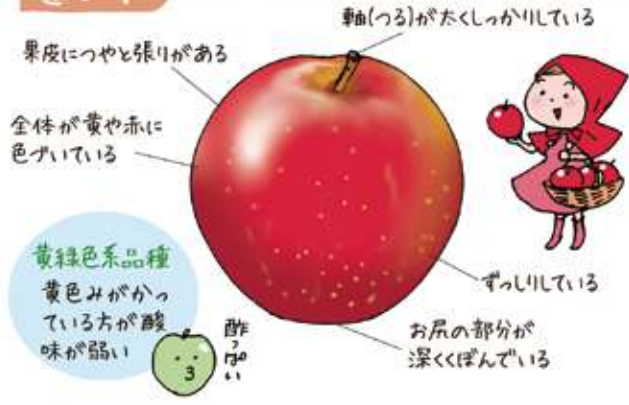 軸(つる)が太くしっかりしている
果皮につやと張りがある
全体が黄や赤に
色づいている
ずっしりしている
お尻の部分が
深くくぼんでいる
黄緑色系品種
黄色みがかっ
ている方が酸
味が弱い
酢っぱい